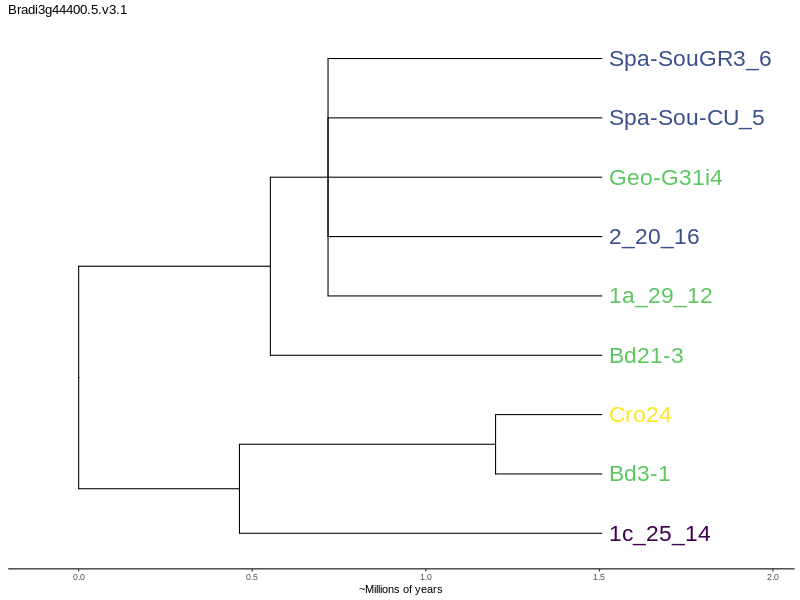 Bradi3g44400.5.v3.1
Spa-SouGR3_6
Spa-Sou-CU_5
Geo-G31i4
2_20_16
1a_29_12
Bd21-3
Cro24
Bd3-1
1c_25_14
0.0 0.5 1.0 1.5 2.0
~Millions of years